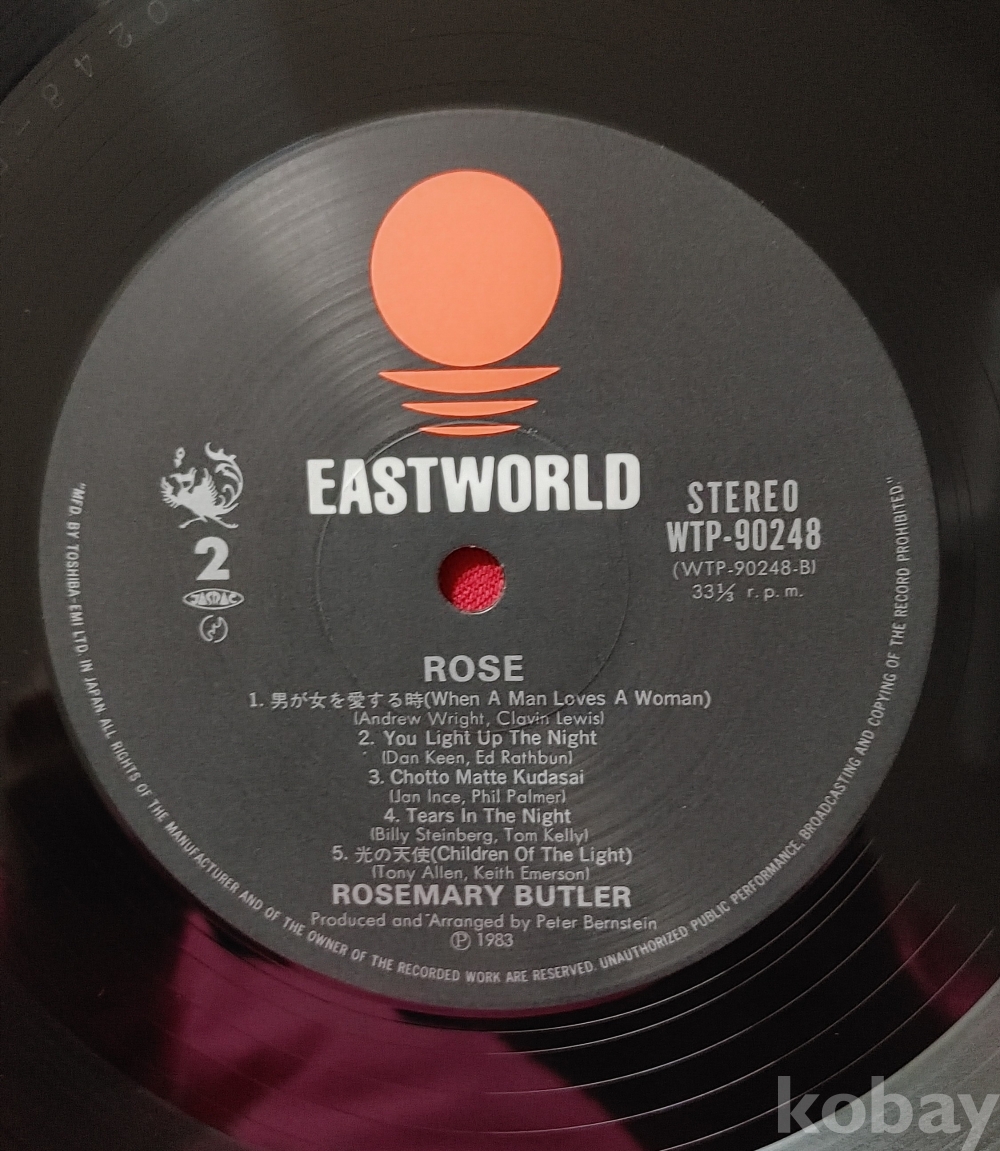 EASTWORLD
STEREO
WTP-90248
(WTP-90248-B)
33⅓ r.p.m.
2
JASRAC
ROSE
1. 男が女を愛する時(When A Man Loves A Woman)
(Andrew Wright, Clavin Lewis)
2. You Light Up The Night
(Dan Keen, Ed Rathbun)
3. Chotto Matte Kudasai
(Jan Ince, Phil Palmer)
4. Tears In The Night
(Billy Steinberg, Tom Kelly)
5. 光の天使(Children Of The Light)
(Tony Allen, Keith Emerson)
ROSEMARY BUTLER
Produced and Arranged by Peter Bernstein
Ⓟ 1983
"MFD. BY TOSHIBA-EMI LTD. IN JAPAN ALL RIGHTS OF THE MANUFACTURER AND OF THE OWNER OF THE RECORDED WORK ARE RESERVED. UNAUTHORIZED PUBLIC PERFORMANCE, BROADCASTING AND COPYING OF THE RECORD PROHIBITED."
kobay